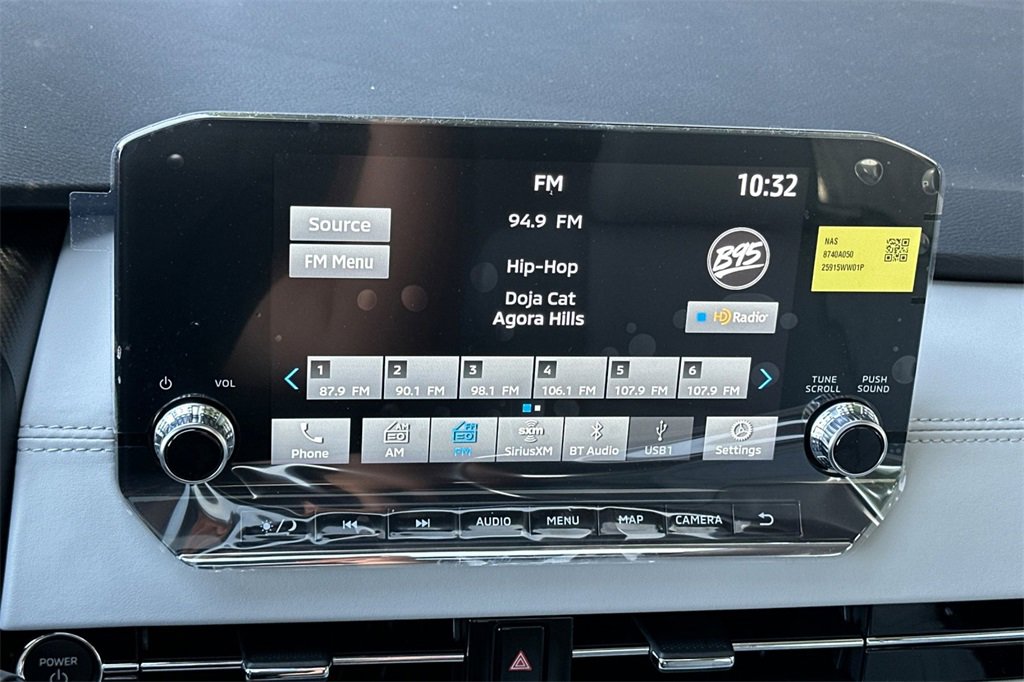 FM
10:32
Source
94.9 FM
FM Menu
Hip-Hop
B95
Doja Cat
Agora Hills
HD Radio
NAS
8740A050
25915WW01P
1 2 3 4 5 6
87.9 FM 90.1 FM 98.1 FM 106.1 FM 107.9 FM 107.9 FM
VOL
TUNE
SCROLL
PUSH
SOUND
AM FM sxm
Phone AM FM SiriusXM BT Audio USB1 Settings
AUDIO MENU MAP CAMERA
POWER